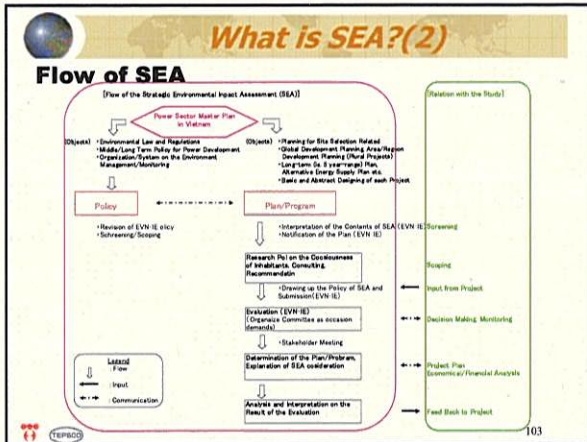 What is SEA?(2)
Flow of SEA
[Flow of the Strategic Environmental Impact Assessment (SEA)]
[Relation with the Study]
Power Sector Master Plan
in Vietnam
(Objects)
・Environmental Law and Regulations
・Middle/Long Term Policy for Power Development
・Organization/System on the Environment
Management/Monitoring
(Objects)
・Planning for Site Selection Related
・Global Development Planning Area/Region
Development Planning (Plural Projects)
・Long-term (ie. 5 year-range) Plan,
Alternative Energy Supply Plan etc.
・Basic and Abstract Designing of each Project
Policy
Plan/Program
・Revision of EVN-IE olicy
・Schreening/Scoping
・Interpretation of the Contents of SEA (EVN IE)
・Notification of the Plan (EVN IE)
Screening
Research Pol on the Cociousness
of Inhabitants, Consulting,
Recommendatin
Scoping
・Drawing up the Policy of SEA and
Submission(EVN-IE)
Input from Project
Evaluation (EVN-IE)
(Organaize Committee as occasion
demands)
Decision Making, Monitoring
・Stakeholder Meeting
Determination of the Plan/Probram,
Explanation of SEA cosideration
Project Plan
Economical/Financial Analysis
Analysis and Interpretation on the
Result of the Evaluation
Feed Back to Project
Legend
: Flow
: Input
: Communication
TEPSCO
103